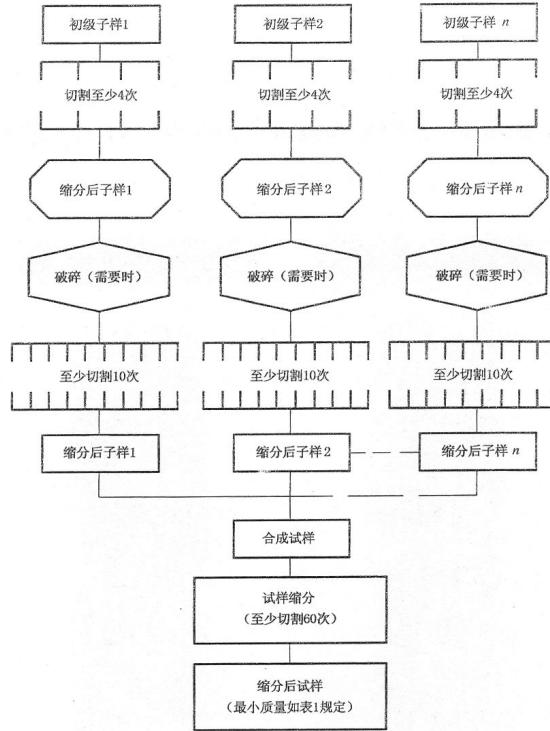 初级子样1
初级子样2
初级子样 n
切割至少4次
切割至少4次
切割至少4次
缩分后子样1
缩分后子样2
缩分后子样 n
破碎（需要时）
破碎（需要时）
破碎（需要时）
至少切割10次
至少切割10次
至少切割10次
缩分后子样1
缩分后子样2
缩分后子样 n
合成试样
试样缩分
（至少切割60次）
缩分后试样
（最小质量如表1规定）